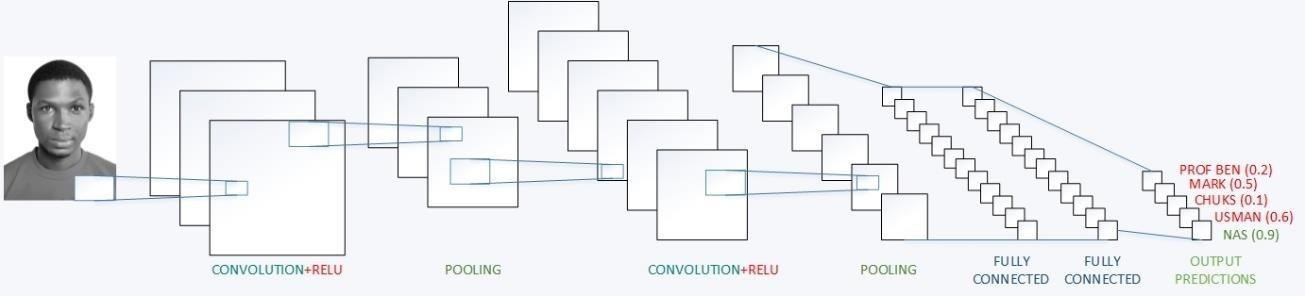 PROF BEN (0.2)
MARK (0.5)
CHUKS (0.1)
USMAN (0.6)
NAS (0.9)
CONVOLUTION+RELU
POOLING
CONVOLUTION+RELU
POOLING
FULLY
CONNECTED
FULLY
CONNECTED
OUTPUT
PREDICTIONS